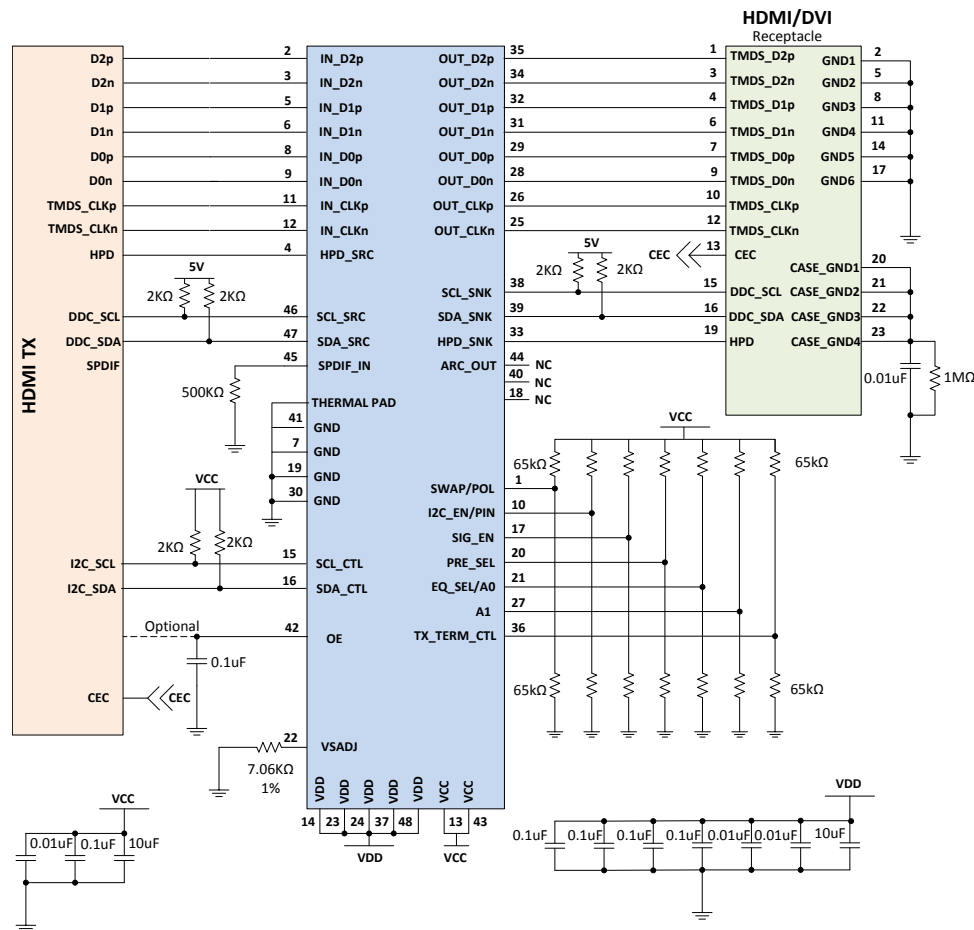 HDMI/DVI
Receptacle
D2p 2 IN_D2p OUT_D2p 35 1 TMDS_D2p GND1 2
D2n 3 IN_D2n OUT_D2n 34 3 TMDS_D2n GND2 5
D1p 5 IN_D1p OUT_D1p 32 4 TMDS_D1p GND3 8
D1n 6 IN_D1n OUT_D1n 31 6 TMDS_D1n GND4 11
D0p 8 IN_D0p OUT_D0p 29 7 TMDS_D0p GND5 14
D0n 9 IN_D0n OUT_D0n 28 9 TMDS_D0n GND6 17
TMDS_CLKp 11 IN_CLKp OUT_CLKp 26 10 TMDS_CLKp
TMDS_CLKn 12 IN_CLKn OUT_CLKn 25 12 TMDS_CLKn
HPD 4 HPD_SRC CEC 13 CEC
5V 5V
2KΩ 2KΩ 2KΩ 2KΩ
CASE_GND1 20
SCL_SNK 38 15 DDC_SCL CASE_GND2 21
DDC_SCL 46 SCL_SRC SDA_SNK 39 16 DDC_SDA CASE_GND3 22
DDC_SDA 47 SDA_SRC HPD_SNK 33 19 HPD CASE_GND4 23
SPDIF 45 SPDIF_IN ARC_OUT 44 NC
40 NC
18 NC
0.01uF 1MΩ
HDMI TX
500KΩ
THERMAL PAD
41 GND
7 GND
19 GND
30 GND
VCC
65kΩ 65kΩ
SWAP/POL 1
I2C_EN/PIN 10
SIG_EN 17
PRE_SEL 20
EQ_SEL/A0 21
A1 27
TX_TERM_CTL 36
65kΩ 65kΩ
VCC
2KΩ 2KΩ
I2C_SCL 15 SCL_CTL
I2C_SDA 16 SDA_CTL
Optional 42 OE
0.1uF
CEC CEC
22 VSADJ
7.06KΩ
1%
VDD VDD VDD VDD VDD VCC VCC
14 23 24 37 48 13 43
VDD VCC
VCC
0.01uF 0.1uF 10uF
VDD
0.1uF 0.1uF 0.1uF 0.1uF 0.01uF 0.01uF 10uF